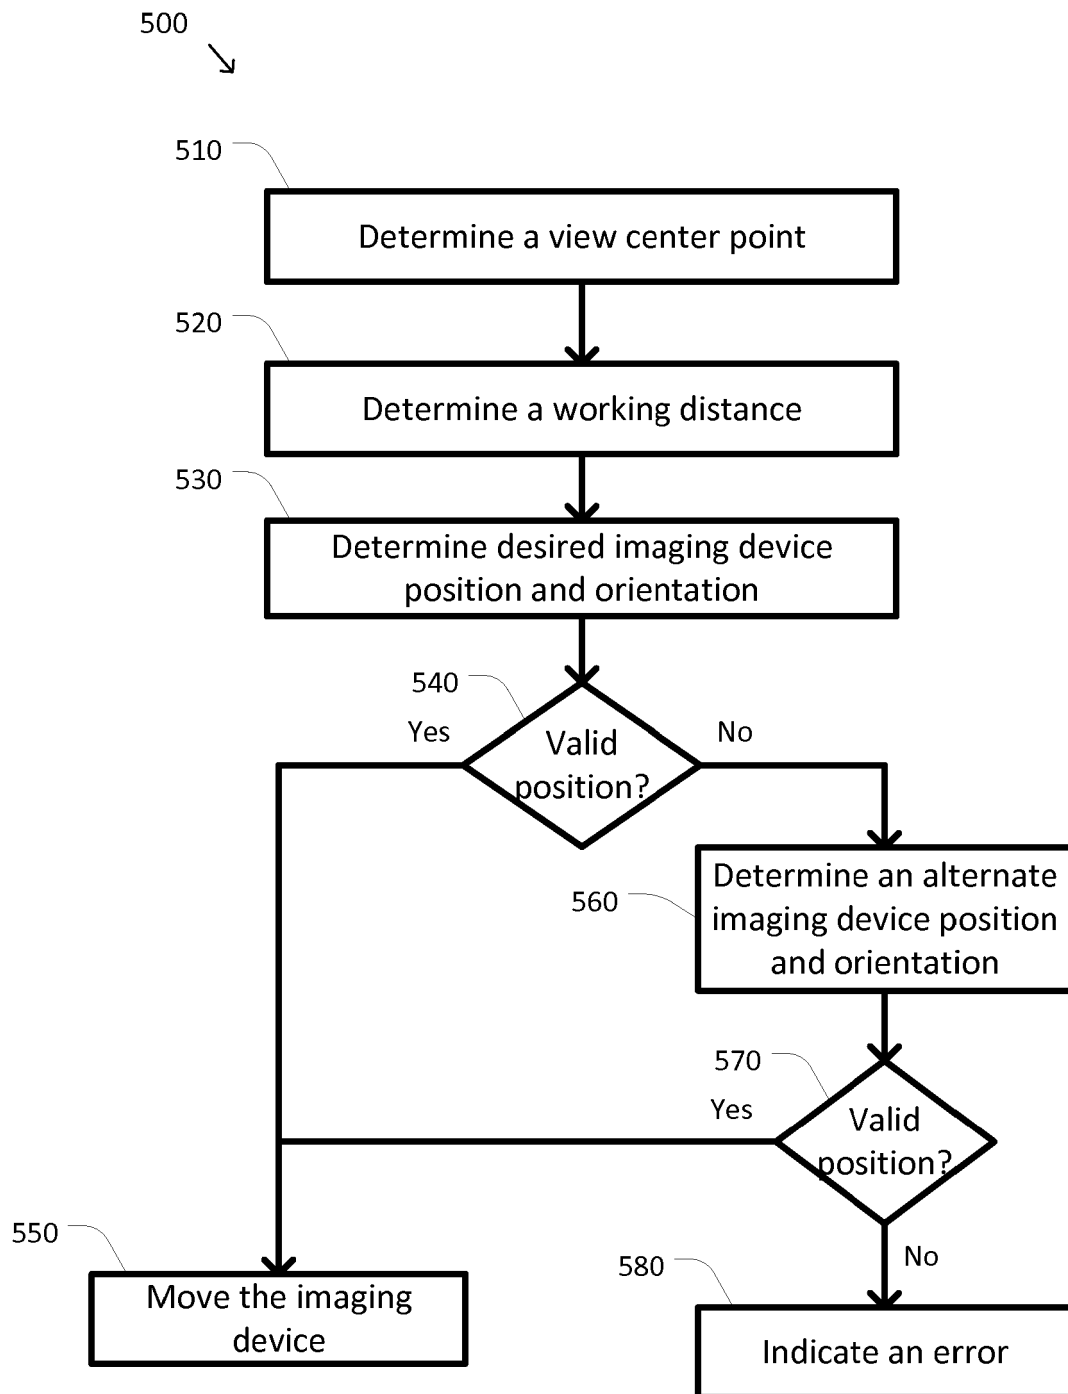 500
510
Determine a view center point
520
Determine a working distance
530
Determine desired imaging device
position and orientation
540
Yes
No
Valid
position?
560
Determine an alternate
imaging device position
and orientation
570
Yes
Valid
position?
550
Move the imaging
device
No
580
Indicate an error